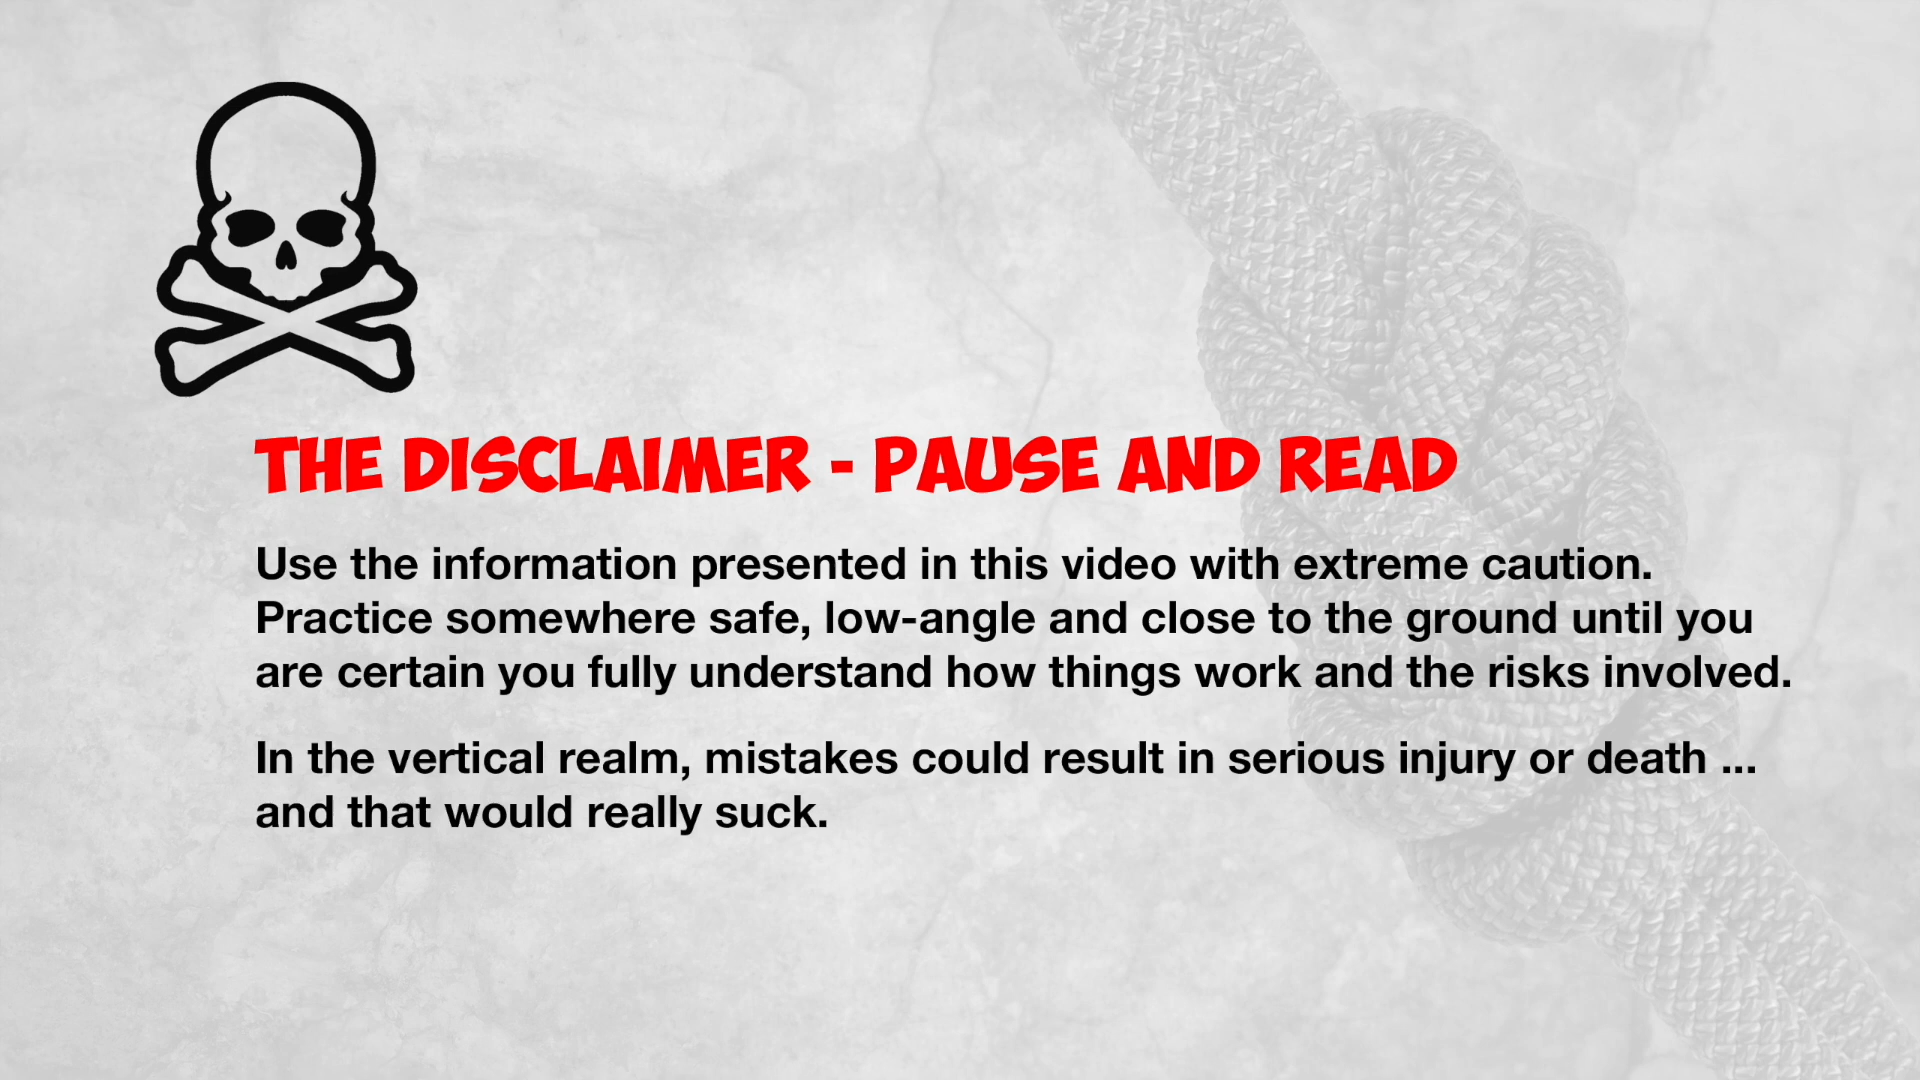 THE DISCLAIMER - PAUSE AND READ
Use the information presented in this video with extreme caution.
Practice somewhere safe, low-angle and close to the ground until you
are certain you fully understand how things work and the risks involved.
In the vertical realm, mistakes could result in serious injury or death ...
and that would really suck.